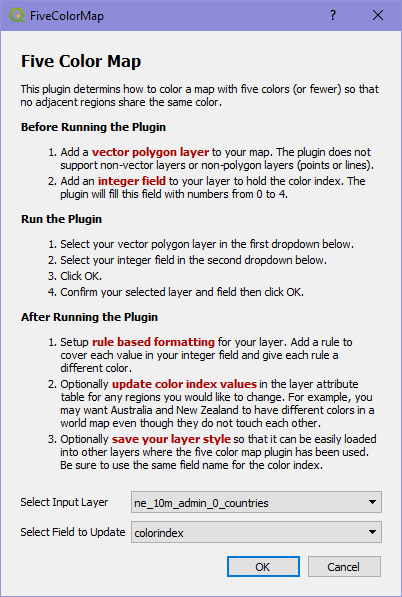 FiveColorMap
Five Color Map
This plugin determins how to color a map with five colors (or fewer) so that
no adjacent regions share the same color.
Before Running the Plugin
1. Add a vector polygon layer to your map. The plugin does not
support non-vector layers or non-polygon layers (points or lines).
2. Add an integer field to your layer to hold the color index. The
plugin will fill this field with numbers from 0 to 4.
Run the Plugin
1. Select your vector polygon layer in the first dropdown below.
2. Select your integer field in the second dropdown below.
3. Click OK.
4. Confirm your selected layer and field then click OK.
After Running the Plugin
1. Setup rule based formatting for your layer. Add a rule to
cover each value in your integer field and give each rule a
different color.
2. Optionally update color index values in the layer attribute
table for any regions you would like to change. For example, you
may want Australia and New Zealand to have different colors in a
world map even though they do not touch each other.
3. Optionally save your layer style so that it can be easily loaded
into other layers where the five color map plugin has been used.
Be sure to use the same field name for the color index.
Select Input Layer ne_10m_admin_0_countries
Select Field to Update colorindex
OK Cancel